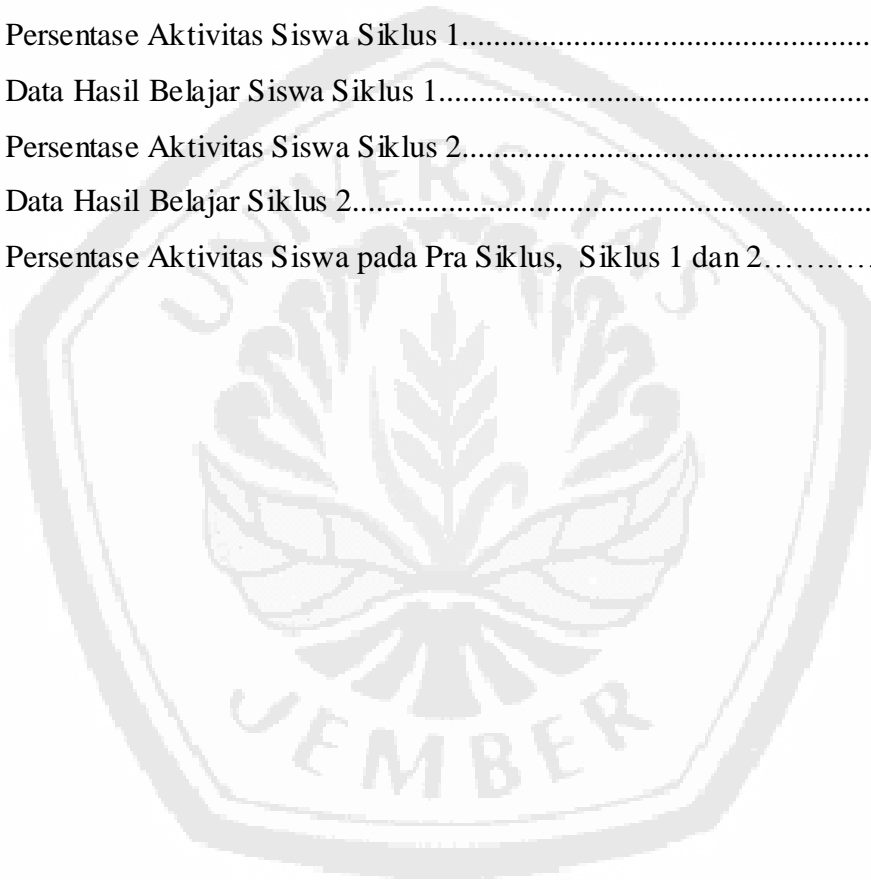 Persentase Aktivitas Siswa Siklus 1....................................................
Data Hasil Belajar Siswa Siklus 1.......................................................
Persentase Aktivitas Siswa Siklus 2....................................................
Data Hasil Belajar Siklus 2.................................................................
Persentase Aktivitas Siswa pada Pra Siklus, Siklus 1 dan 2…………
UNIVERSITAS
JEMBER